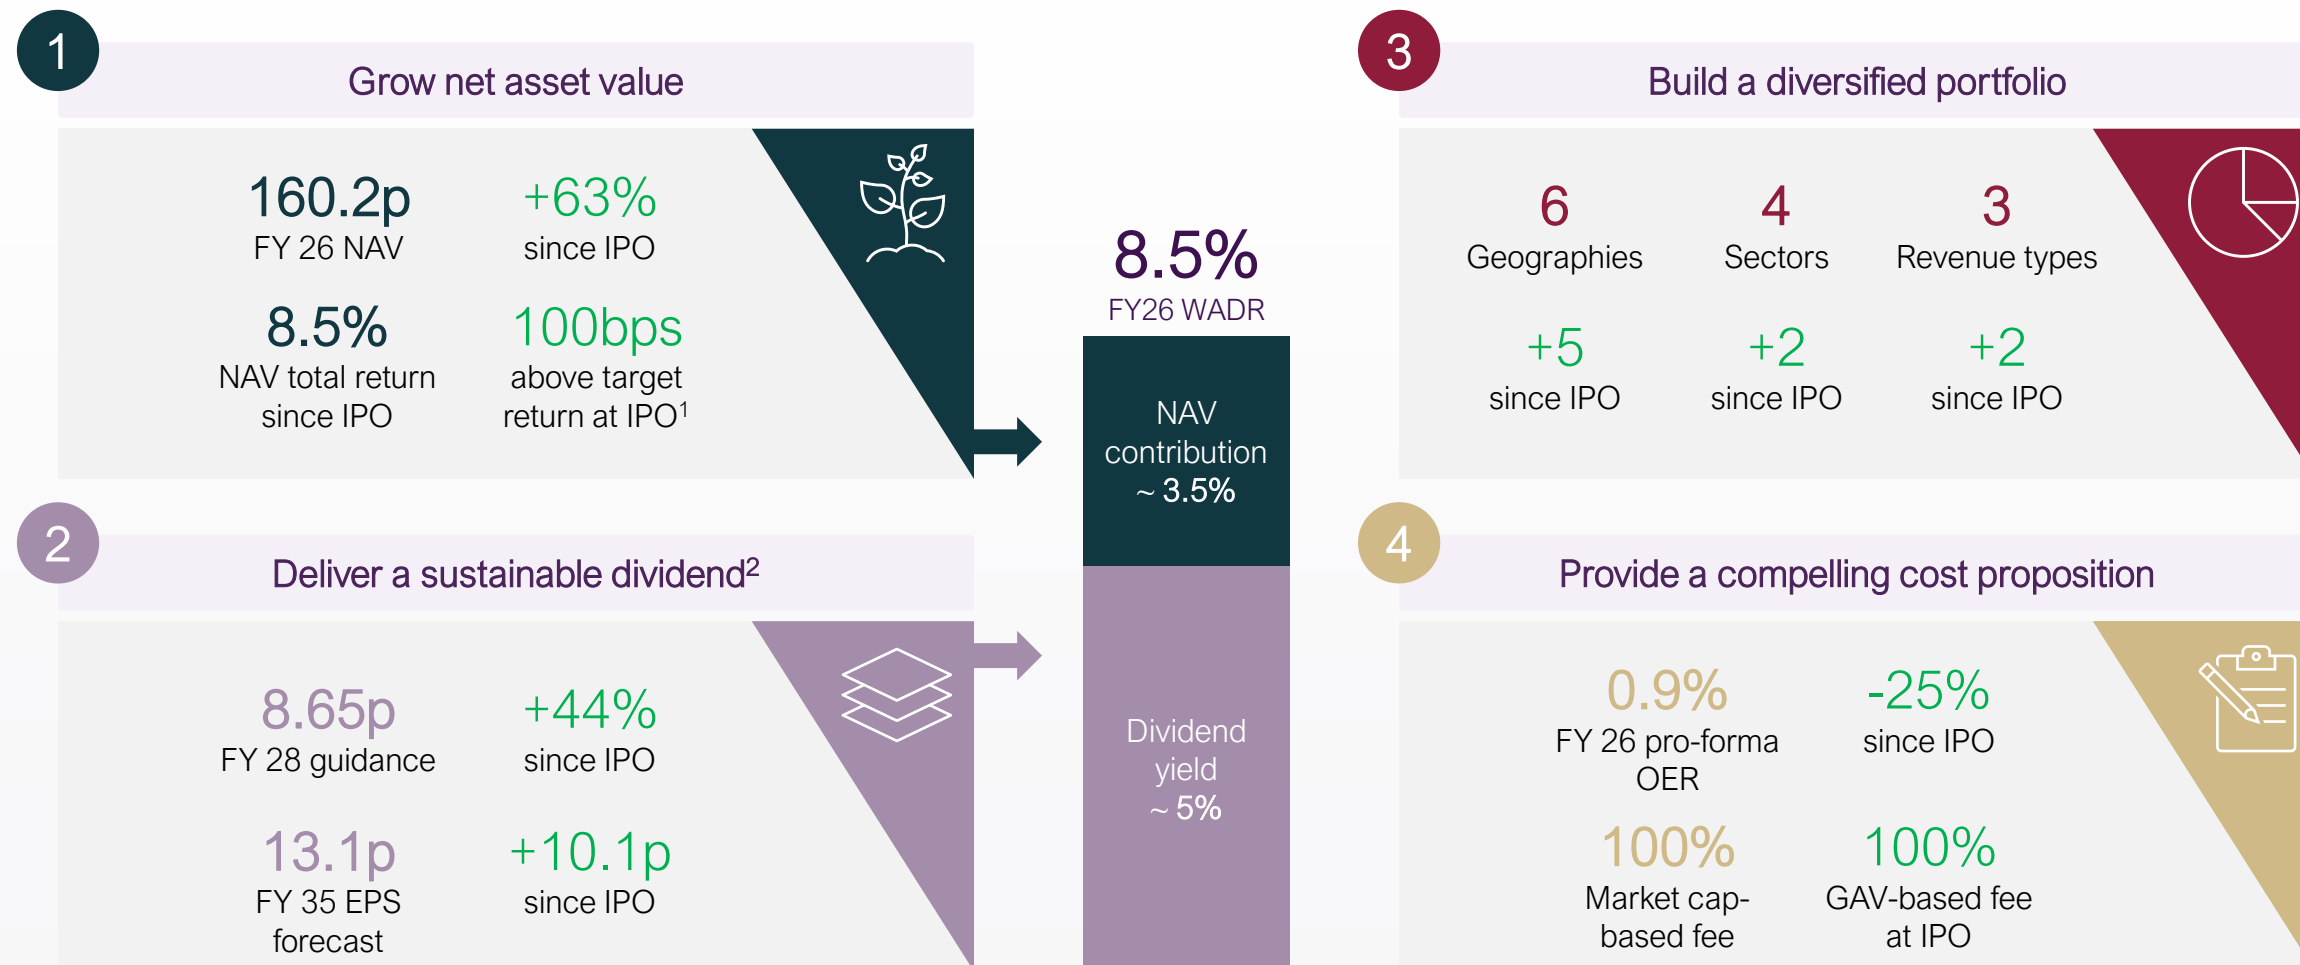 1
Grow net asset value
160.2p
FY 26 NAV
+63%
since IPO
8.5%
NAV total return
since IPO
100bps
above target
return at IPO¹
2
Deliver a sustainable dividend²
8.65p
FY 28 guidance
+44%
since IPO
13.1p
FY 35 EPS
forecast
+10.1p
since IPO
8.5%
FY26 WADR
NAV
contribution
~ 3.5%
Dividend
yield
~ 5%
3
Build a diversified portfolio
6
Geographies
4
Sectors
3
Revenue types
+5
since IPO
+2
since IPO
+2
since IPO
4
Provide a compelling cost proposition
0.9%
FY 26 pro-forma
OER
-25%
since IPO
100%
Market cap-
based fee
100%
GAV-based fee
at IPO